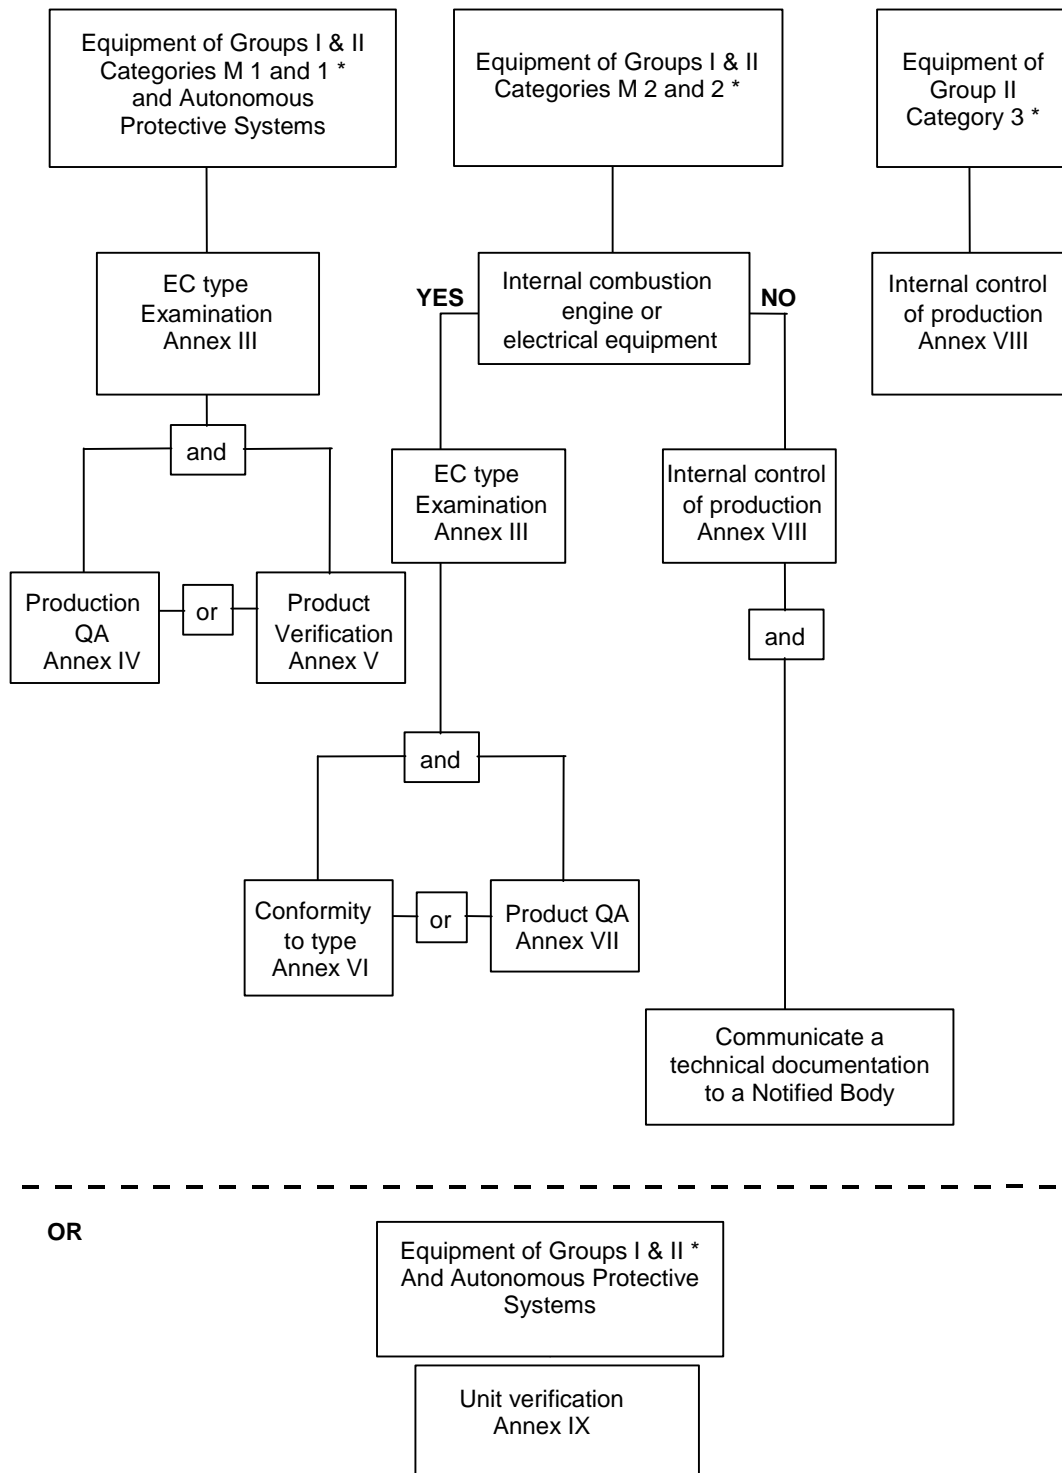 Equipment of Groups I & II
Categories M 1 and 1 *
and Autonomous
Protective Systems
Equipment of Groups I & II
Categories M 2 and 2 *
Equipment of
Group II
Category 3 *
EC type
Examination
Annex III
YES
Internal combustion
engine or
electrical equipment
NO
Internal control
of production
Annex VIII
and
EC type
Examination
Annex III
Internal control
of production
Annex VIII
Production
QA
Annex IV
or
Product
Verification
Annex V
and
and
Conformity
to type
Annex VI
or
Product QA
Annex VII
Communicate a
technical documentation
to a Notified Body
OR
Equipment of Groups I & II *
And Autonomous Protective
Systems
Unit verification
Annex IX